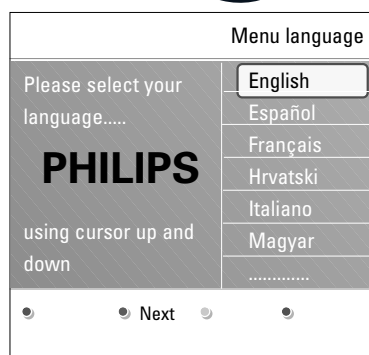 Menu language
Please select your
language.....
PHILIPS
using cursor up and
down
English
Español
Français
Hrvatski
Italiano
Magyar
.............
Next